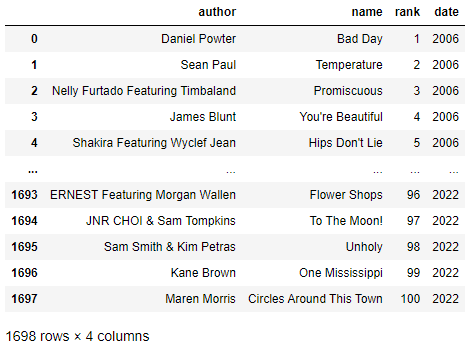 author name rank date
0 Daniel Powter Bad Day 1 2006
1 Sean Paul Temperature 2 2006
2 Nelly Furtado Featuring Timbaland Promiscuous 3 2006
3 James Blunt You're Beautiful 4 2006
4 Shakira Featuring Wyclef Jean Hips Don't Lie 5 2006
... ... ... ... ...
1693 ERNEST Featuring Morgan Wallen Flower Shops 96 2022
1694 JNR CHOI & Sam Tompkins To The Moon! 97 2022
1695 Sam Smith & Kim Petras Unholy 98 2022
1696 Kane Brown One Mississippi 99 2022
1697 Maren Morris Circles Around This Town 100 2022
1698 rows × 4 columns